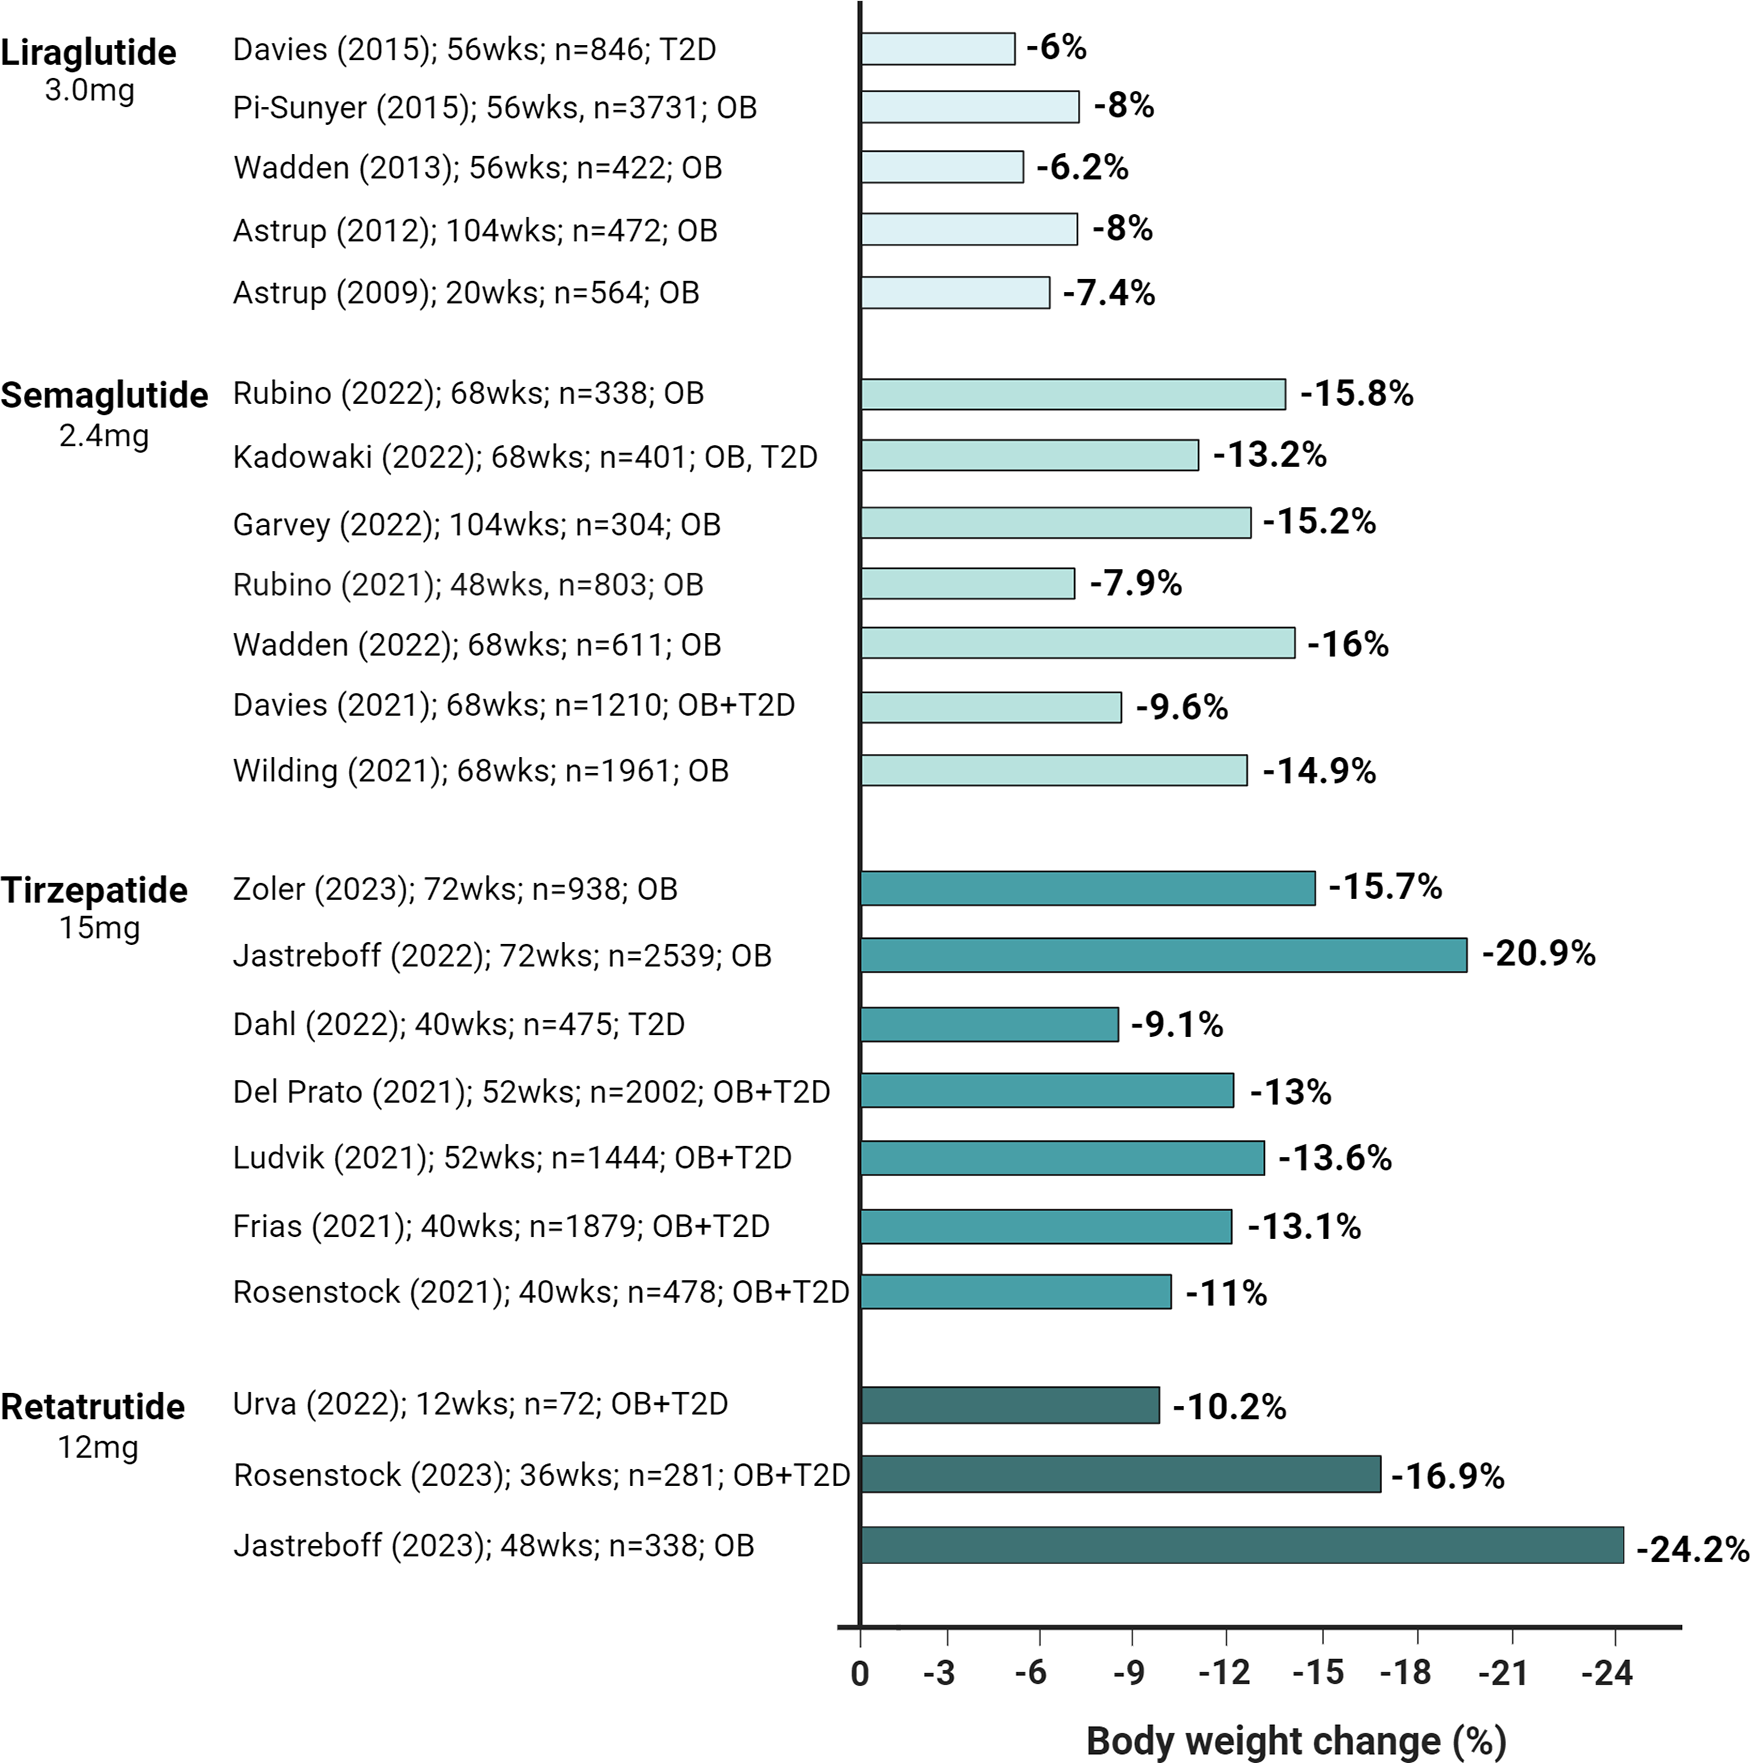 Liraglutide
3.0mg
Davies (2015); 56wks; n=846; T2D -6%
Pi-Sunyer (2015); 56wks, n=3731; OB -8%
Wadden (2013); 56wks; n=422; OB -6.2%
Astrup (2012); 104wks; n=472; OB -8%
Astrup (2009); 20wks; n=564; OB -7.4%
Semaglutide
2.4mg
Rubino (2022); 68wks; n=338; OB -15.8%
Kadowaki (2022); 68wks; n=401; OB, T2D -13.2%
Garvey (2022); 104wks; n=304; OB -15.2%
Rubino (2021); 48wks, n=803; OB -7.9%
Wadden (2022); 68wks; n=611; OB -16%
Davies (2021); 68wks; n=1210; OB+T2D -9.6%
Wilding (2021); 68wks; n=1961; OB -14.9%
Tirzepatide
15mg
Zoler (2023); 72wks; n=938; OB -15.7%
Jastreboff (2022); 72wks; n=2539; OB -20.9%
Dahl (2022); 40wks; n=475; T2D -9.1%
Del Prato (2021); 52wks; n=2002; OB+T2D -13%
Ludvik (2021); 52wks; n=1444; OB+T2D -13.6%
Frias (2021); 40wks; n=1879; OB+T2D -13.1%
Rosenstock (2021); 40wks; n=478; OB+T2D -11%
Retatrutide
12mg
Urva (2022); 12wks; n=72; OB+T2D -10.2%
Rosenstock (2023); 36wks; n=281; OB+T2D -16.9%
Jastreboff (2023); 48wks; n=338; OB -24.2%
0 -3 -6 -9 -12 -15 -18 -21 -24
Body weight change (%)